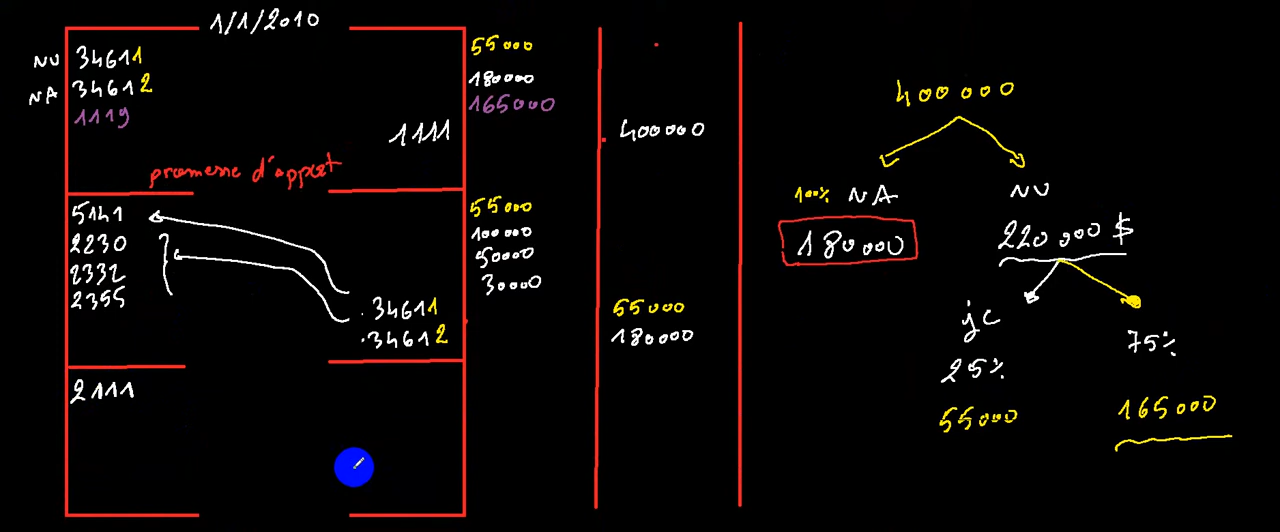 1/1/2010
NU 34611 55000
NA 34612 180000
1119 165000
1111 400000
promesse d'apport
5141 55000
2230 100000
2332 50000
2355 30000
34611 55000
34612 180000
2111
400000
100% NA NU
180000 220000 $
jc 75%
25%
55000 165000